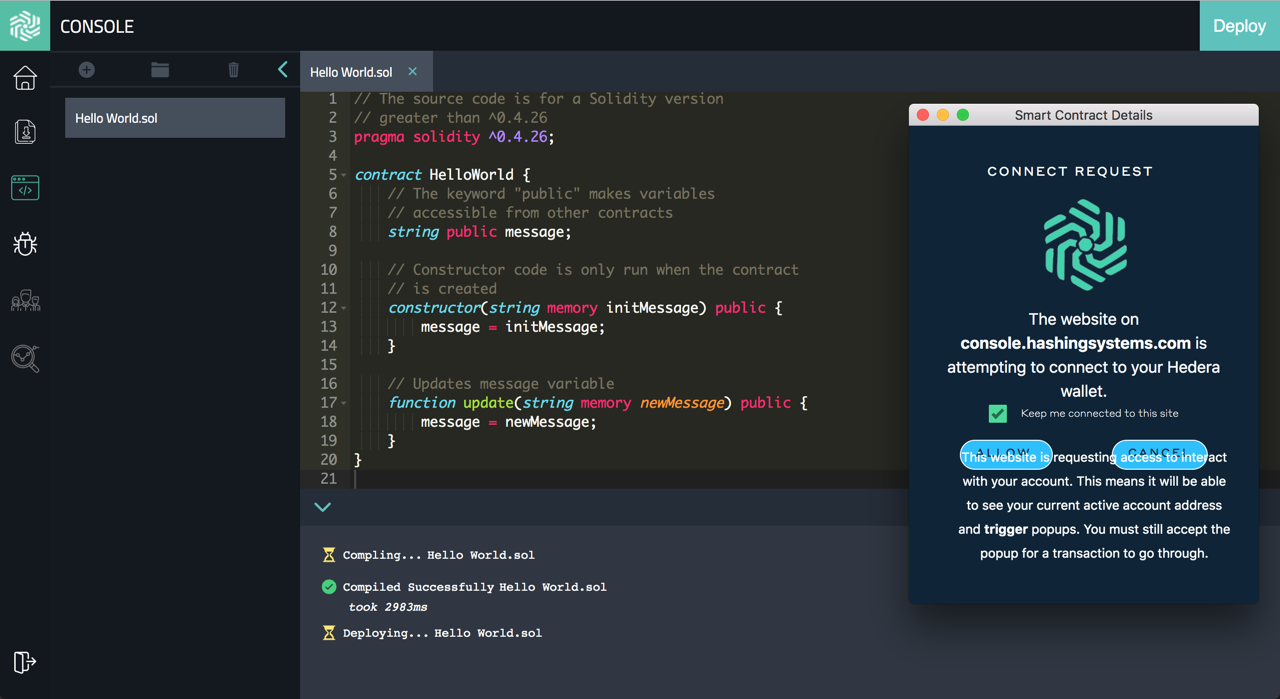 CONSOLE
Deploy
Hello World.sol
Hello World.sol ×
1 // The source code is for a Solidity version
2 // greater than ^0.4.26
3 pragma solidity ^0.4.26;
4
5 contract HelloWorld {
6 // The keyword "public" makes variables
7 // accessible from other contracts
8 string public message;
9
10 // Constructor code is only run when the contract
11 // is created
12 constructor(string memory initMessage) public {
13 message = initMessage;
14 }
15
16 // Updates message variable
17 function update(string memory newMessage) public {
18 message = newMessage;
19 }
20 }
21
Compling... Hello World.sol
Compiled Successfully Hello World.sol
took 2983ms
Deploying... Hello World.sol
Smart Contract Details
CONNECT REQUEST
The website on
console.hashingsystems.com is
attempting to connect to your Hedera
wallet.
Keep me connected to this site
ALLOW CANCEL
This website is requesting access to interact
with your account. This means it will be able
to see your current active account address
and trigger popups. You must still accept the
popup for a transaction to go through.